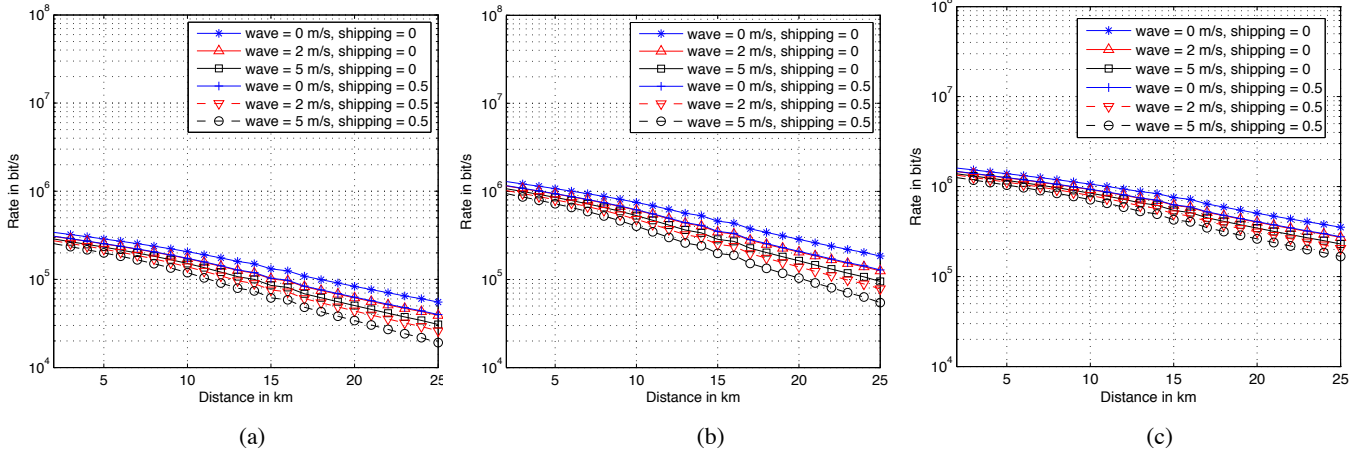 10^8
10^7
10^6
10^5
10^4
Rate in bit/s
wave = 0 m/s, shipping = 0
wave = 2 m/s, shipping = 0
wave = 5 m/s, shipping = 0
wave = 0 m/s, shipping = 0.5
wave = 2 m/s, shipping = 0.5
wave = 5 m/s, shipping = 0.5
5 10 15 20 25
Distance in km
(a)
10^8
10^7
10^6
10^5
10^4
Rate in bit/s
wave = 0 m/s, shipping = 0
wave = 2 m/s, shipping = 0
wave = 5 m/s, shipping = 0
wave = 0 m/s, shipping = 0.5
wave = 2 m/s, shipping = 0.5
wave = 5 m/s, shipping = 0.5
5 10 15 20 25
Distance in km
(b)
10^8
10^7
10^6
10^5
10^4
Rate in bit/s
wave = 0 m/s, shipping = 0
wave = 2 m/s, shipping = 0
wave = 5 m/s, shipping = 0
wave = 0 m/s, shipping = 0.5
wave = 2 m/s, shipping = 0.5
wave = 5 m/s, shipping = 0.5
5 10 15 20 25
Distance in km
(c)